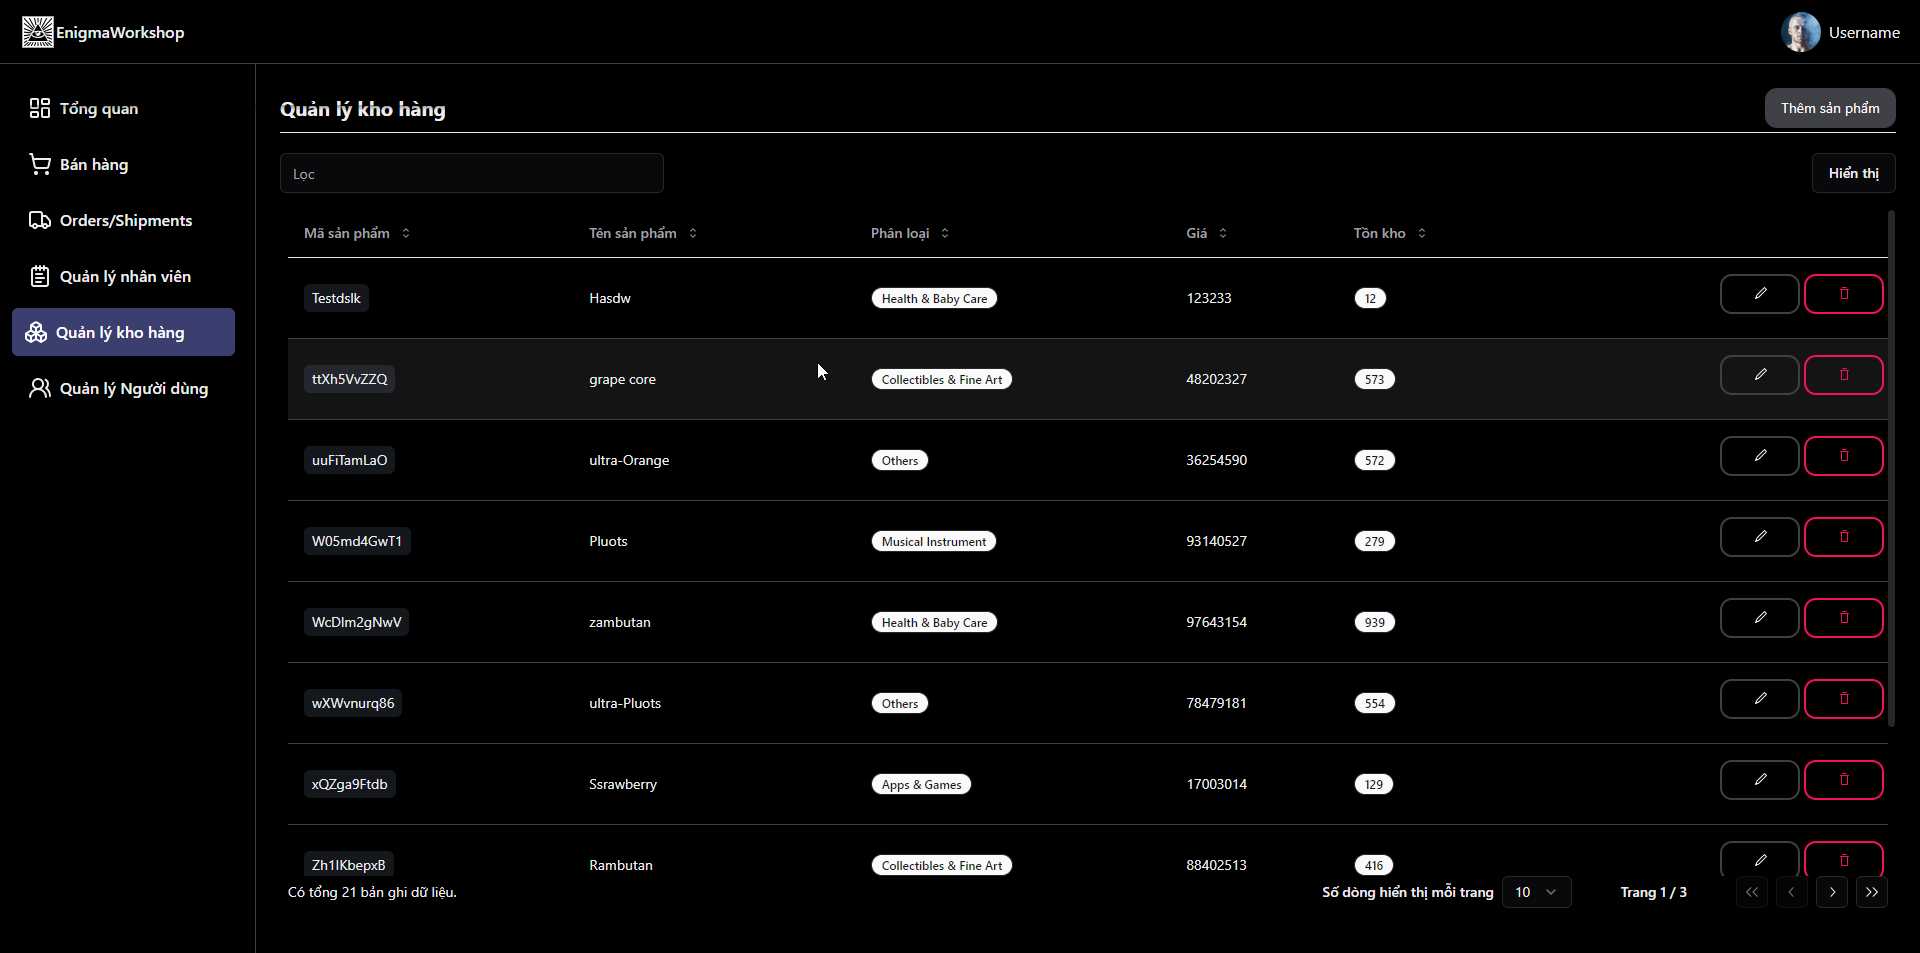 EnigmaWorkshop
Username
Tổng quan
Bán hàng
Orders/Shipments
Quản lý nhân viên
Quản lý kho hàng
Quản lý Người dùng
Quản lý kho hàng
Thêm sản phẩm
Lọc
Hiển thị
Mã sản phẩm Tên sản phẩm Phân loại Giá Tồn kho
Testdslk Hasdw Health & Baby Care 123233 12
ttXh5VvZZQ grape core Collectibles & Fine Art 48202327 573
uuFiTamLaO ultra-Orange Others 36254590 572
W05md4GwT1 Pluots Musical Instrument 93140527 279
WcDlm2gNwV zambutan Health & Baby Care 97643154 939
wXWvnurq86 ultra-Pluots Others 78479181 554
xQZga9Ftdb Ssrawberry Apps & Games 17003014 129
Zh1IKbepxB Rambutan Collectibles & Fine Art 88402513 416
Có tổng 21 bản ghi dữ liệu.
Số dòng hiển thị mỗi trang 10
Trang 1 / 3